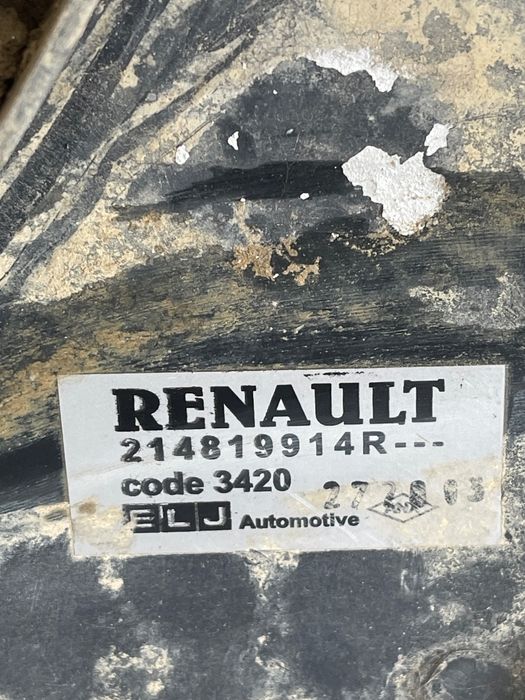 RENAULT
214819914R---
code 3420
ELJ Automotive